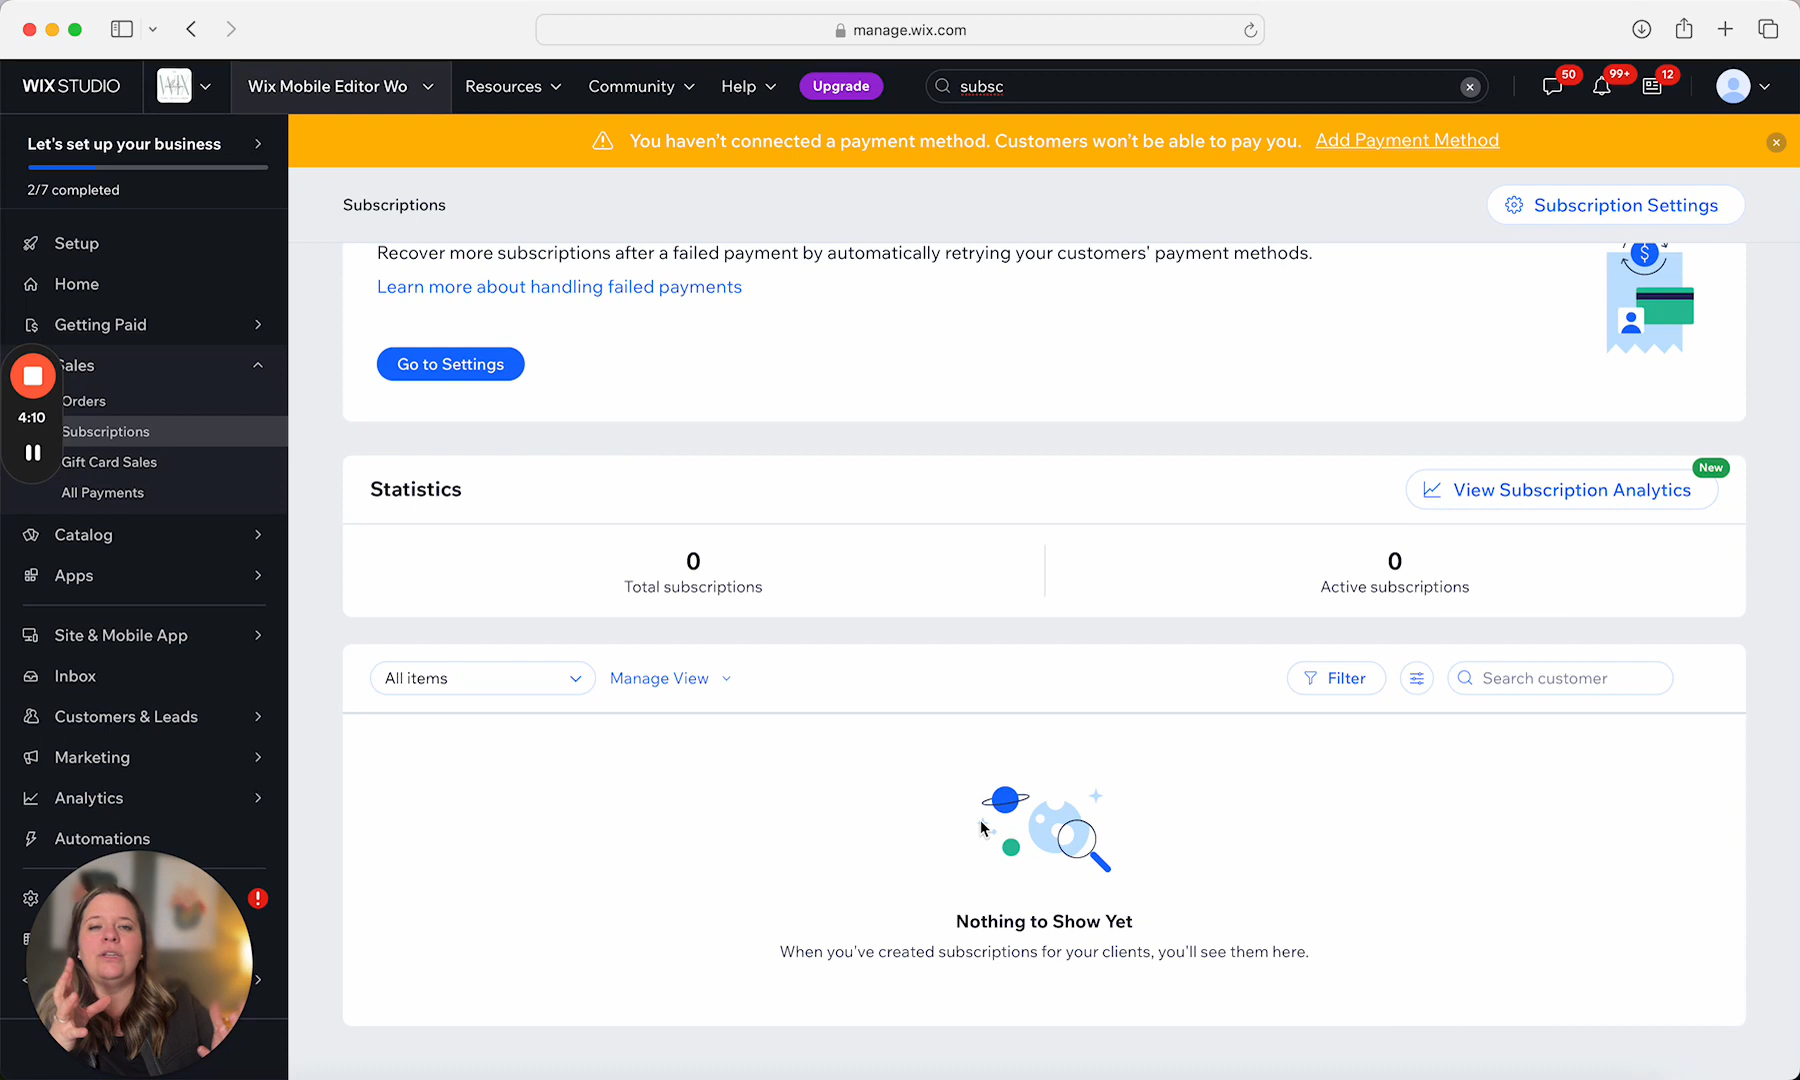 manage.wix.com
WIX STUDIO
Wix Mobile Editor Wo
Resources
Community
Help
Upgrade
subsc
50
99+
12
Let's set up your business
2/7 completed
You haven't connected a payment method. Customers won't be able to pay you. Add Payment Method
Subscriptions
Subscription Settings
Setup
Home
Getting Paid
Sales
Orders
Subscriptions
Gift Card Sales
All Payments
4:10
Catalog
Apps
Site & Mobile App
Inbox
Customers & Leads
Marketing
Analytics
Automations
Recover more subscriptions after a failed payment by automatically retrying your customers' payment methods.
Learn more about handling failed payments
Go to Settings
Statistics
New
View Subscription Analytics
0
Total subscriptions
0
Active subscriptions
All items
Manage View
Filter
Search customer
Nothing to Show Yet
When you've created subscriptions for your clients, you'll see them here.